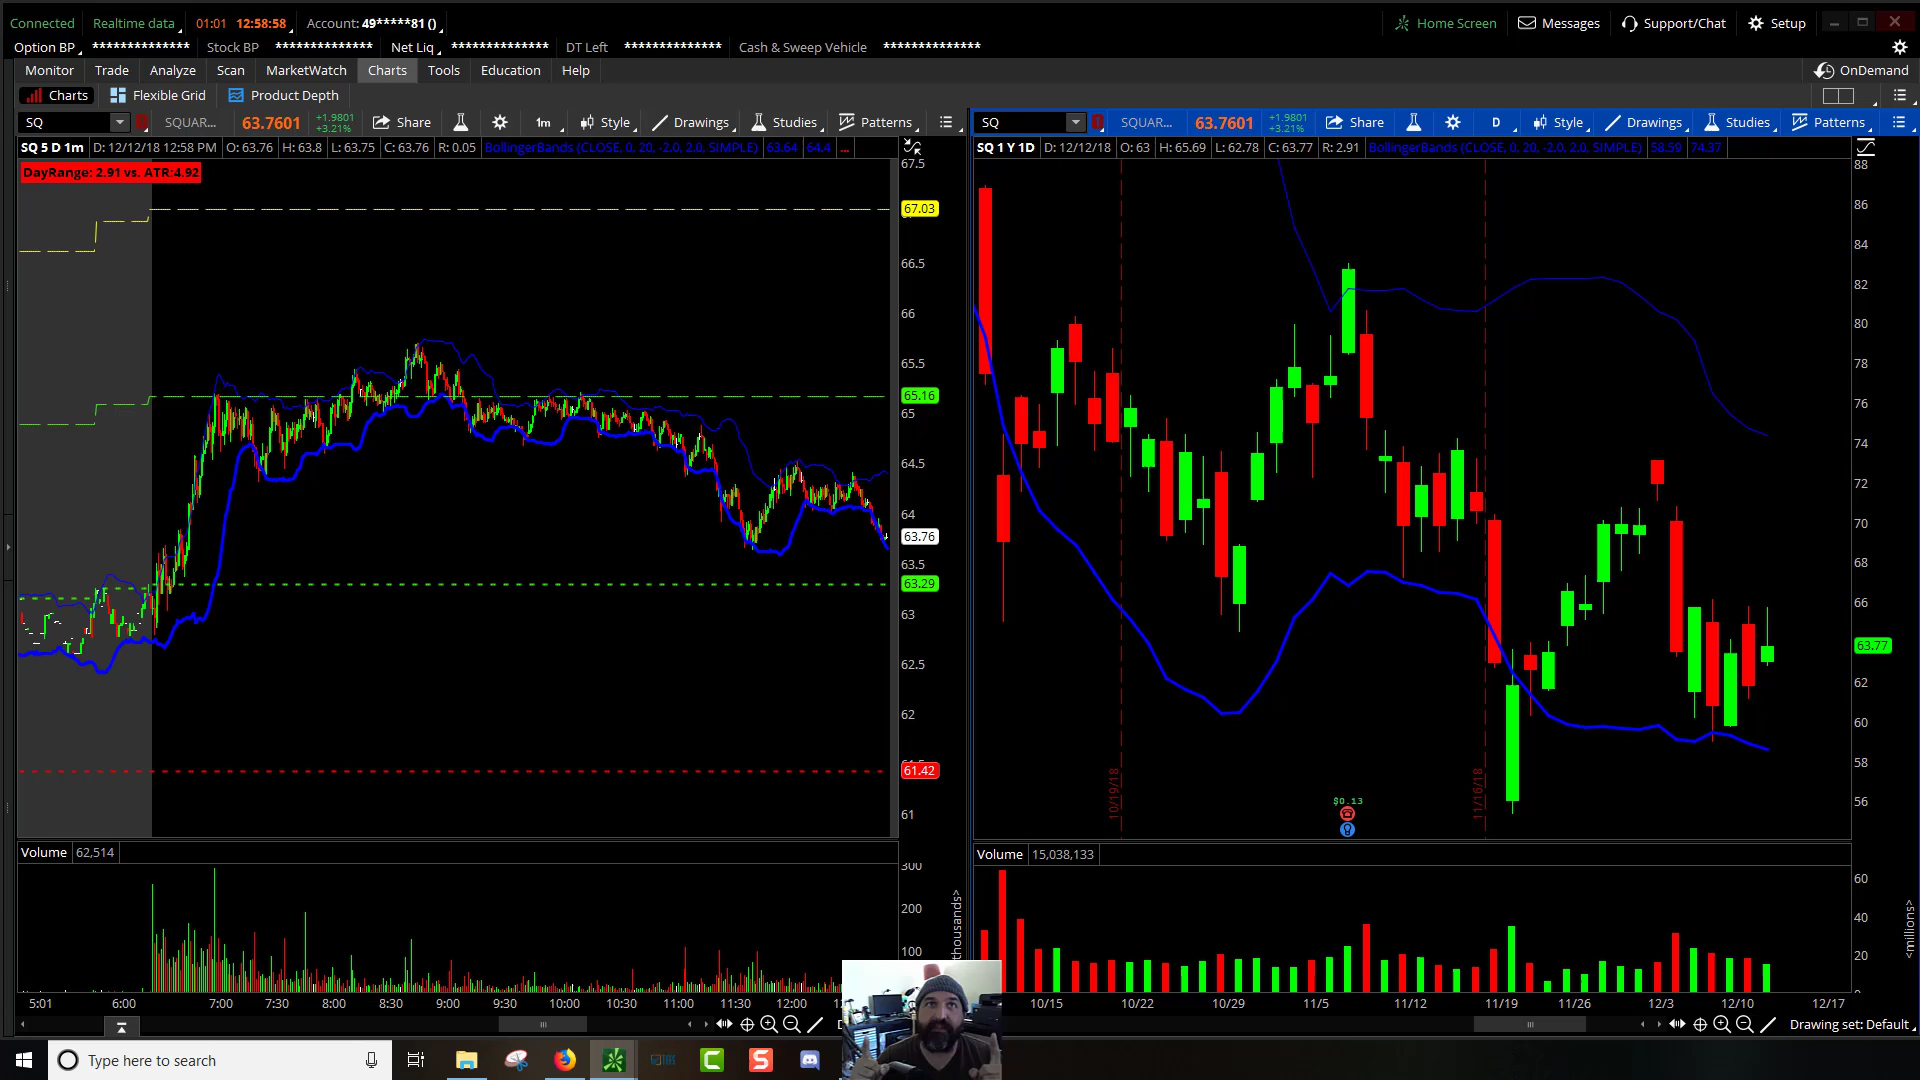 Connected Realtime data 01:01 12:58:58 Account: 49*****81 () Home Screen Messages Support/Chat Setup
Option BP ************** Stock BP ************** Net Liq ************** DT Left ************** Cash & Sweep Vehicle **************
Monitor Trade Analyze Scan MarketWatch Charts Tools Education Help OnDemand
Charts Flexible Grid Product Depth
SQ SQUAR... 63.7601 +1.9801 +3.21% Share 1m Style Drawings Studies Patterns
SQ 5 D 1m D: 12/12/18 12:58 PM O: 63.76 H: 63.8 L: 63.75 C: 63.76 R: 0.05 BollingerBands (CLOSE, 0, 20, -2.0, 2.0, SIMPLE) 63.64 64.4 ...
DayRange: 2.91 vs. ATR:4.92
67.5
67.03
66.5
66
65.5
65.16
65
64.5
64
63.76
63.5
63.29
63
62.5
62
61.42
61
Volume 62,514
300
200
100
thousands>
5:01 6:00 7:00 7:30 8:00 8:30 9:00 9:30 10:00 10:30 11:00 11:30 12:00
SQ SQUAR... 63.7601 +1.9801 +3.21% Share D Style Drawings Studies Patterns
SQ 1 Y 1D D: 12/12/18 O: 63 H: 65.69 L: 62.78 C: 63.77 R: 2.91 BollingerBands (CLOSE, 0, 20, -2.0, 2.0, SIMPLE) 58.59 74.37
88
86
84
82
80
78
76
74
72
70
68
66
63.77
62
60
58
56
10/19/18
11/16/18
$0.13
Volume 15,038,133
60
40
20
<millions>
10/15 10/22 10/29 11/5 11/12 11/19 11/26 12/3 12/10 12/17
Drawing set: Default
Type here to search